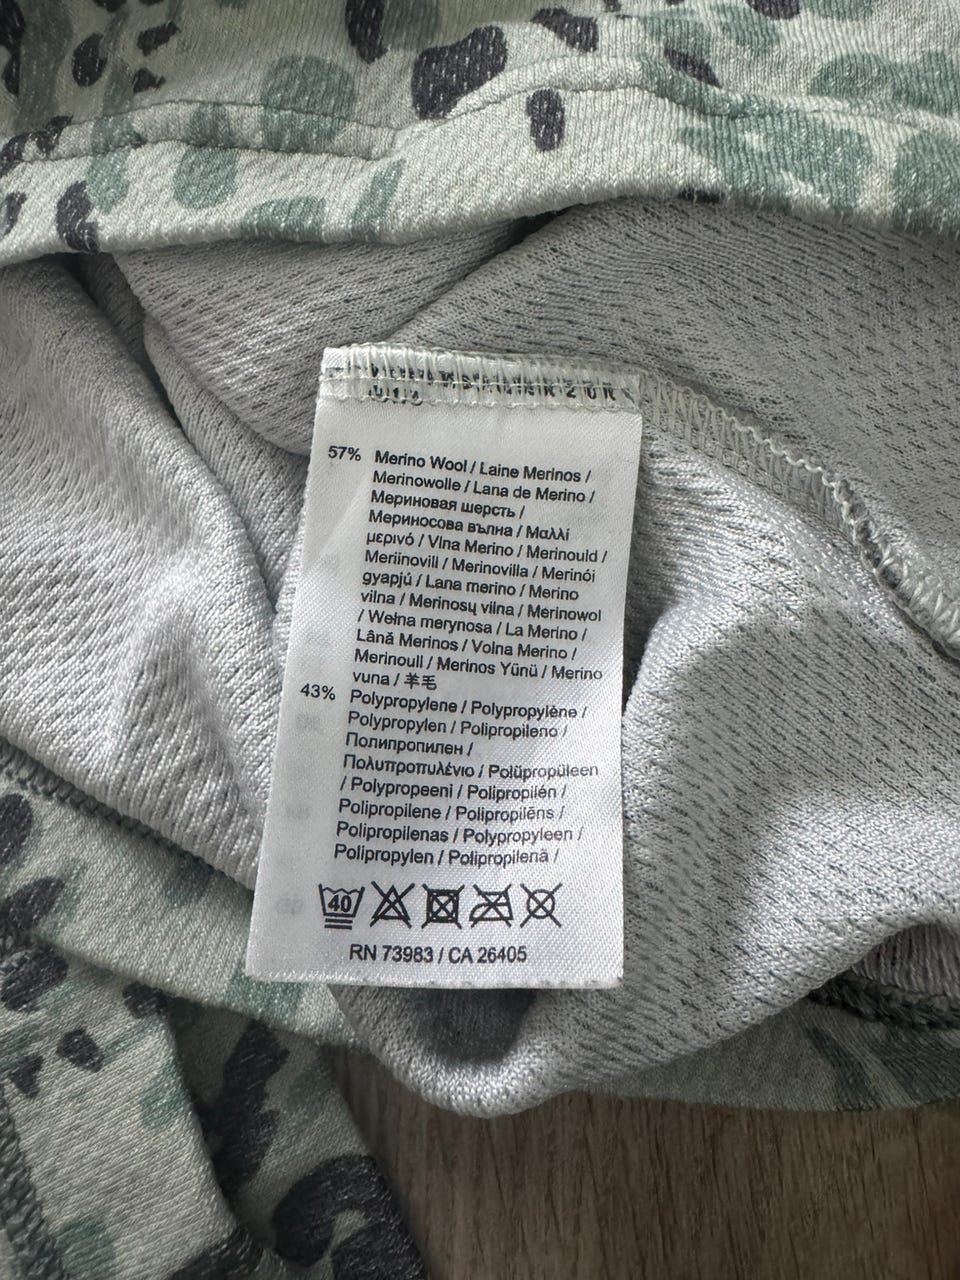 57% Merino Wool / Laine Merinos /
Merinowolle / Lana de Merino /
Мериновая шерсть /
Мериносова вълна / Μαλλί
μερινό / Vlna Merino / Merinould /
Meriinovill / Merinovilla / Merinói
gyapjú / Lana merino / Merino
vilna / Merinosų vilna / Merinowol
/ Wełna merynosa / La Merino /
Lână Merinos / Volna Merino /
Merinoull / Merinos Yünü / Merino
vuna / 羊毛
43% Polypropylene / Polypropylène /
Polypropylen / Polipropileno /
Полипропилен /
Πολυπροπυλένιο / Polüpropüleen
/ Polypropeeni / Polipropilén /
Polipropilene / Polipropilēns /
Polipropilenas / Polypropyleen /
Polipropylen / Polipropilenă /
40
RN 73983 / CA 26405